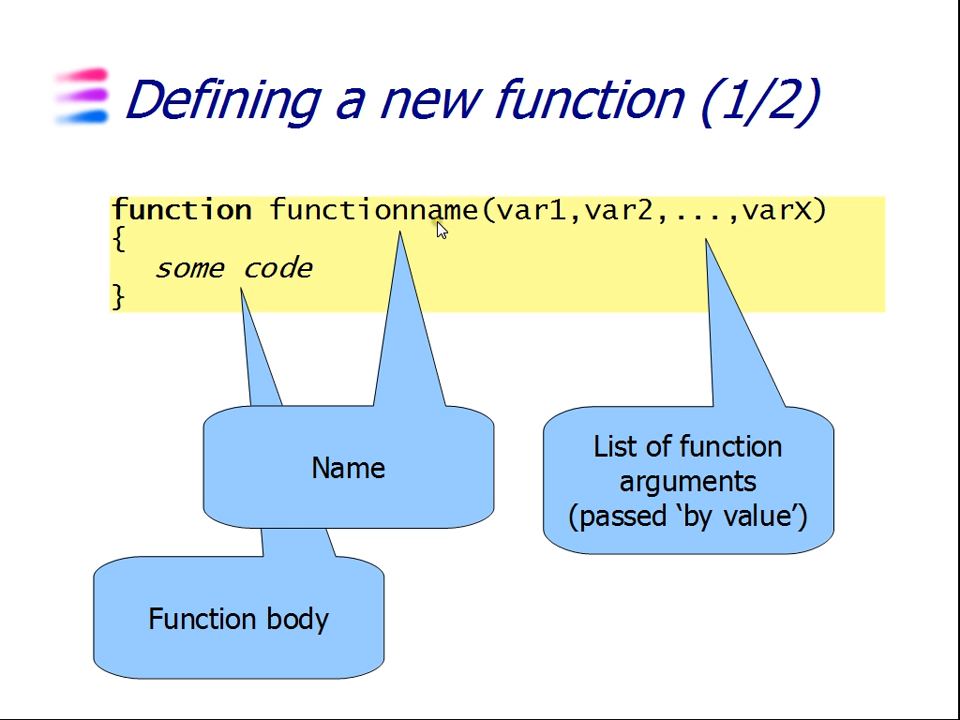 Defining a new function (1/2)
function functionname(var1,var2,...,varX)
{
some code
}
Name
List of function
arguments
(passed ‘by value’)
Function body